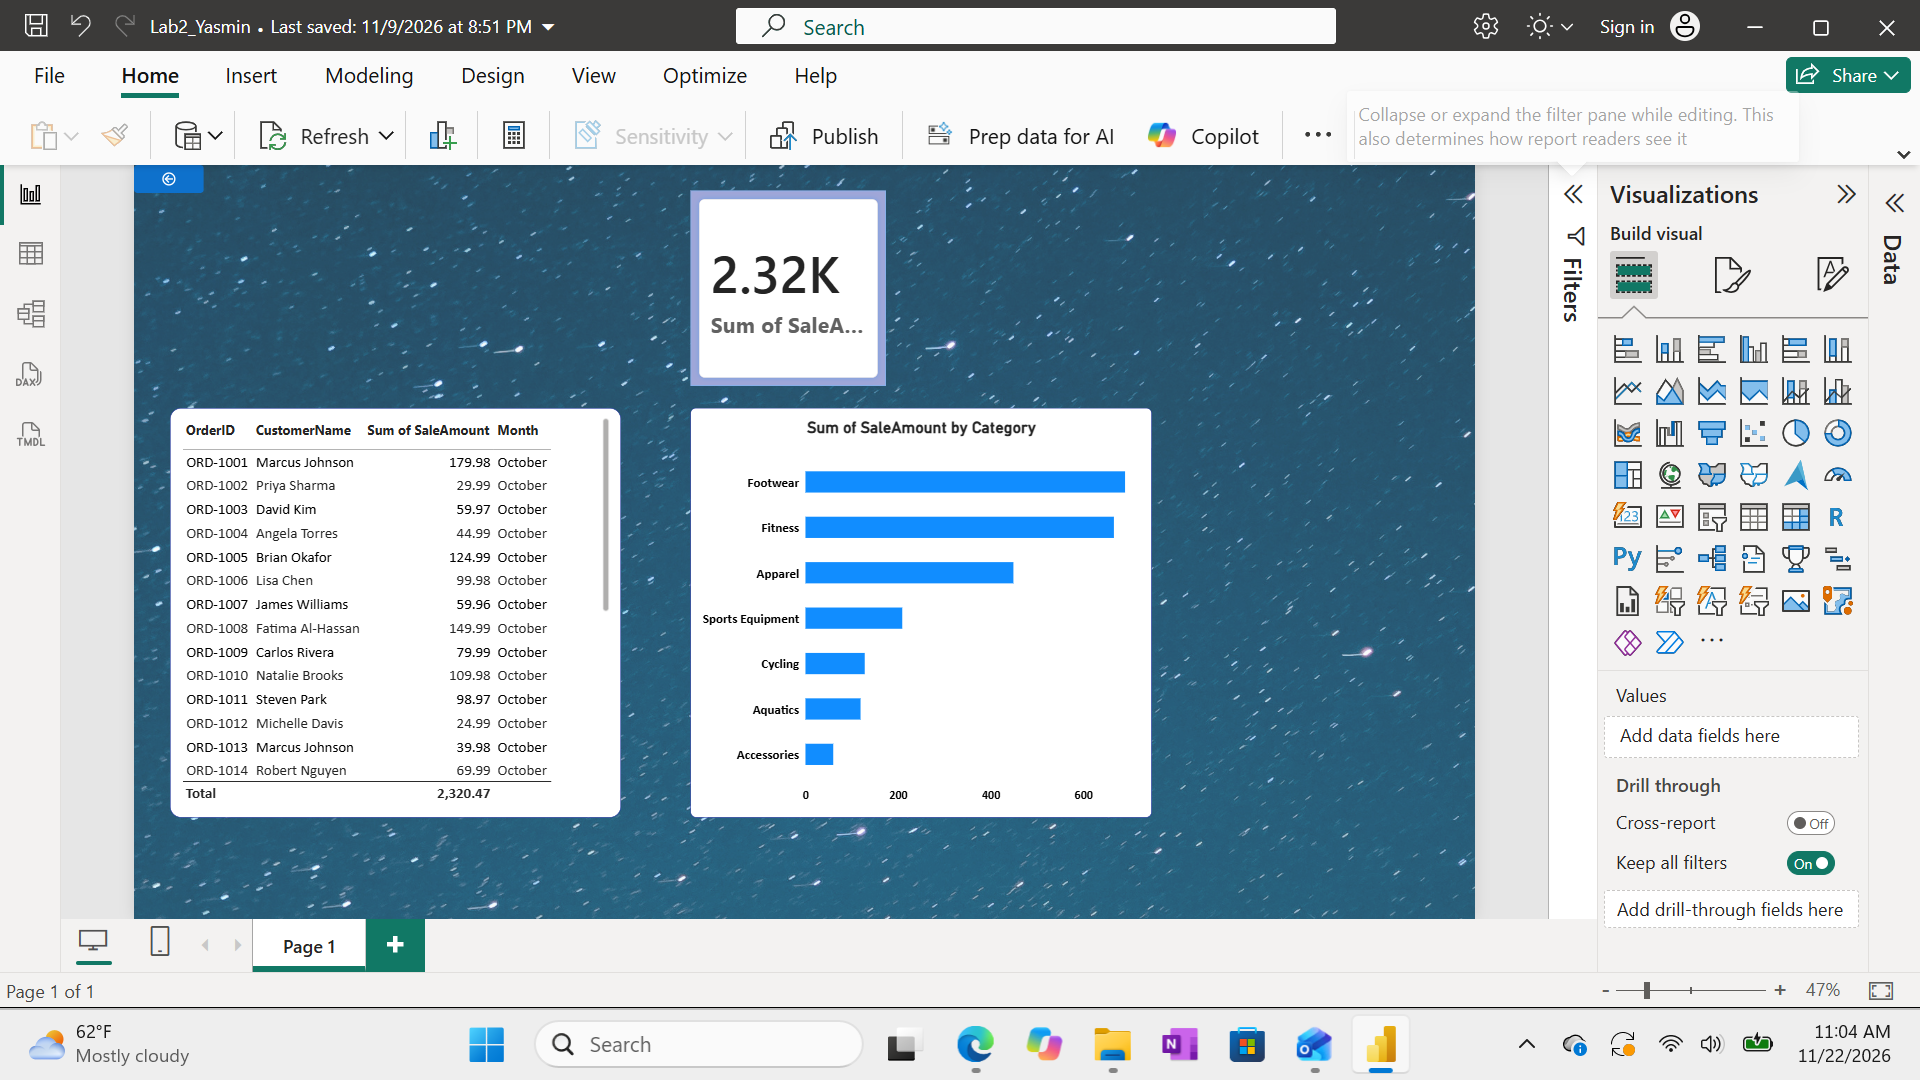 Lab2_Yasmin • Last saved: 11/9/2026 at 8:51 PM
Search
Sign in
File Home Insert Modeling Design View Optimize Help
Share
Refresh
Sensitivity
Publish
Prep data for AI
Copilot
Collapse or expand the filter pane while editing. This
also determines how report readers see it
2.32K
Sum of SaleA...
OrderID CustomerName Sum of SaleAmount Month
ORD-1001 Marcus Johnson 179.98 October
ORD-1002 Priya Sharma 29.99 October
ORD-1003 David Kim 59.97 October
ORD-1004 Angela Torres 44.99 October
ORD-1005 Brian Okafor 124.99 October
ORD-1006 Lisa Chen 99.98 October
ORD-1007 James Williams 59.96 October
ORD-1008 Fatima Al-Hassan 149.99 October
ORD-1009 Carlos Rivera 79.99 October
ORD-1010 Natalie Brooks 109.98 October
ORD-1011 Steven Park 98.97 October
ORD-1012 Michelle Davis 24.99 October
ORD-1013 Marcus Johnson 39.98 October
ORD-1014 Robert Nguyen 69.99 October
Total 2,320.47
Sum of SaleAmount by Category
Footwear
Fitness
Apparel
Sports Equipment
Cycling
Aquatics
Accessories
0 200 400 600
Filters
Visualizations
Build visual
Data
123
R
Py
Values
Add data fields here
Drill through
Cross-report Off
Keep all filters On
Add drill-through fields here
DAX
TMDL
Page 1
Page 1 of 1
- + 47%
62°F
Mostly cloudy
Search
N
11:04 AM
11/22/2026